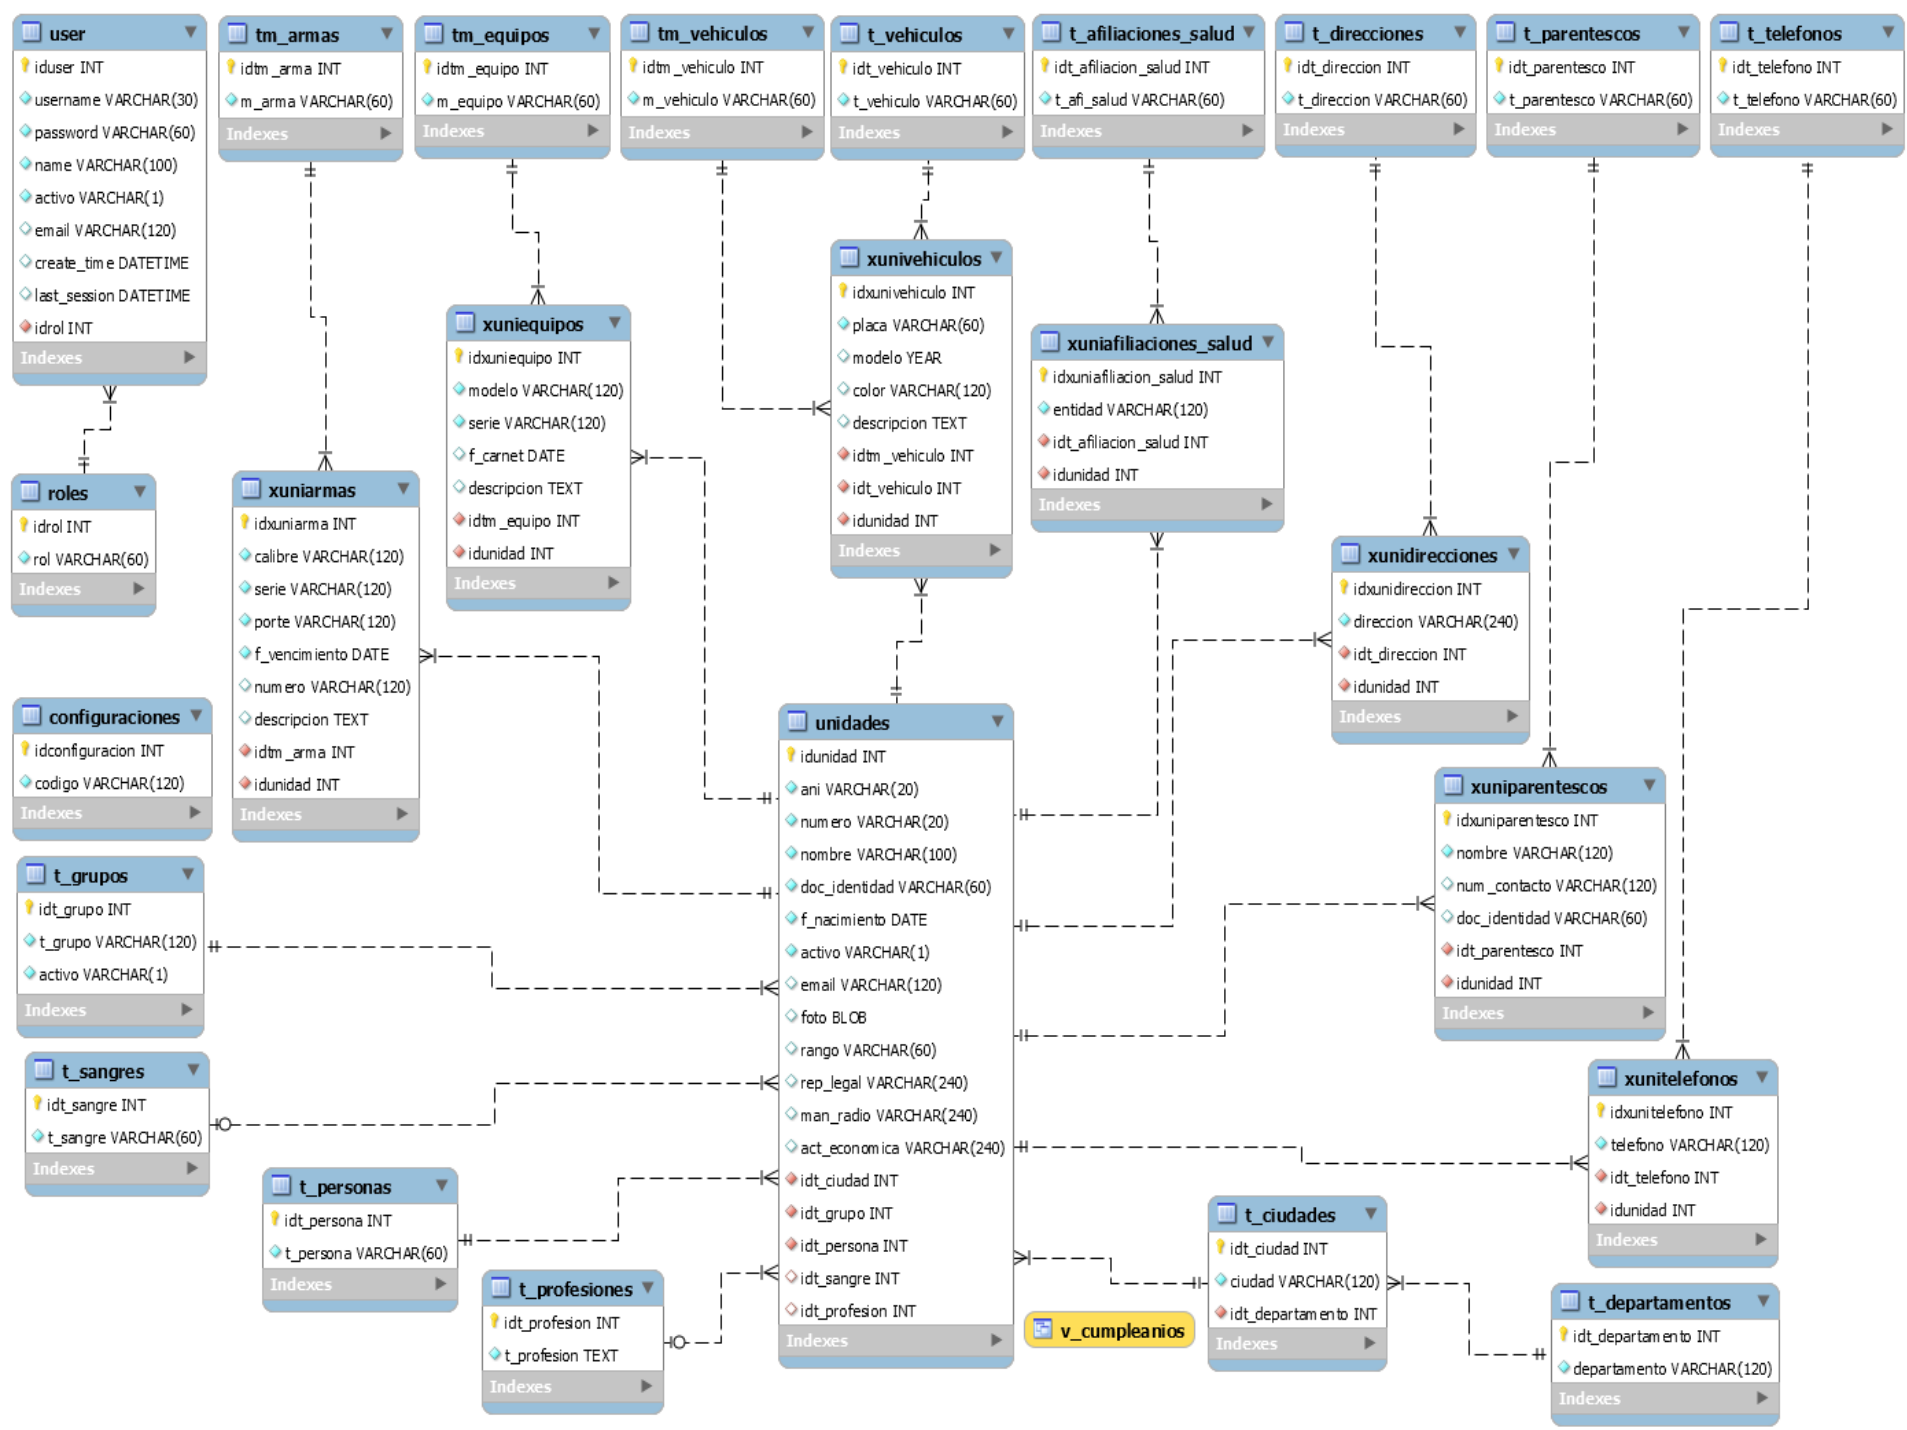 user
iduser INT
username VARCHAR(30)
password VARCHAR(60)
name VARCHAR(100)
activo VARCHAR(1)
email VARCHAR(120)
create_time DATETIME
last_session DATETIME
idrol INT
Indexes
tm_armas
idtm_arma INT
m_arma VARCHAR(60)
Indexes
tm_equipos
idtm_equipo INT
m_equipo VARCHAR(60)
Indexes
tm_vehiculos
idtm_vehiculo INT
m_vehiculo VARCHAR(60)
Indexes
t_vehiculos
idt_vehiculo INT
t_vehiculo VARCHAR(60)
Indexes
t_afiliaciones_salud
idt_afiliacion_salud INT
t_afi_salud VARCHAR(60)
Indexes
t_direcciones
idt_direccion INT
t_direccion VARCHAR(60)
Indexes
t_parentescos
idt_parentesco INT
t_parentesco VARCHAR(60)
Indexes
t_telefonos
idt_telefono INT
t_telefono VARCHAR(60)
Indexes
xunivehiculos
idxunivehiculo INT
placa VARCHAR(60)
modelo YEAR
color VARCHAR(120)
descripcion TEXT
idtm_vehiculo INT
idt_vehiculo INT
idunidad INT
Indexes
xuniequipos
idxuniequipo INT
modelo VARCHAR(120)
serie VARCHAR(120)
f_carnet DATE
descripcion TEXT
idtm_equipo INT
idunidad INT
Indexes
xuniafiliaciones_salud
idxuniafiliacion_salud INT
entidad VARCHAR(120)
idt_afiliacion_salud INT
idunidad INT
Indexes
roles
idrol INT
rol VARCHAR(60)
Indexes
xuniarmas
idxuniarma INT
calibre VARCHAR(120)
serie VARCHAR(120)
porte VARCHAR(120)
f_vencimiento DATE
numero VARCHAR(120)
descripcion TEXT
idtm_arma INT
idunidad INT
Indexes
xunidirecciones
idxunidireccion INT
direccion VARCHAR(240)
idt_direccion INT
idunidad INT
Indexes
configuraciones
idconfiguracion INT
codigo VARCHAR(120)
Indexes
unidades
idunidad INT
ani VARCHAR(20)
numero VARCHAR(20)
nombre VARCHAR(100)
doc_identidad VARCHAR(60)
f_nacimiento DATE
activo VARCHAR(1)
email VARCHAR(120)
foto BLOB
rango VARCHAR(60)
rep_legal VARCHAR(240)
man_radio VARCHAR(240)
act_economica VARCHAR(240)
idt_ciudad INT
idt_grupo INT
idt_persona INT
idt_sangre INT
idt_profesion INT
Indexes
xuniparentescos
idxuniparentesco INT
nombre VARCHAR(120)
num_contacto VARCHAR(120)
doc_identidad VARCHAR(60)
idt_parentesco INT
idunidad INT
Indexes
t_grupos
idt_grupo INT
t_grupo VARCHAR(120)
activo VARCHAR(1)
Indexes
t_sangres
idt_sangre INT
t_sangre VARCHAR(60)
Indexes
xunitelefonos
idxunitelefono INT
telefono VARCHAR(120)
idt_telefono INT
idunidad INT
Indexes
t_personas
idt_persona INT
t_persona VARCHAR(60)
Indexes
t_profesiones
idt_profesion INT
t_profesion TEXT
Indexes
v_cumpleanios
t_ciudades
idt_ciudad INT
ciudad VARCHAR(120)
idt_departamento INT
Indexes
t_departamentos
idt_departamento INT
departamento VARCHAR(120)
Indexes